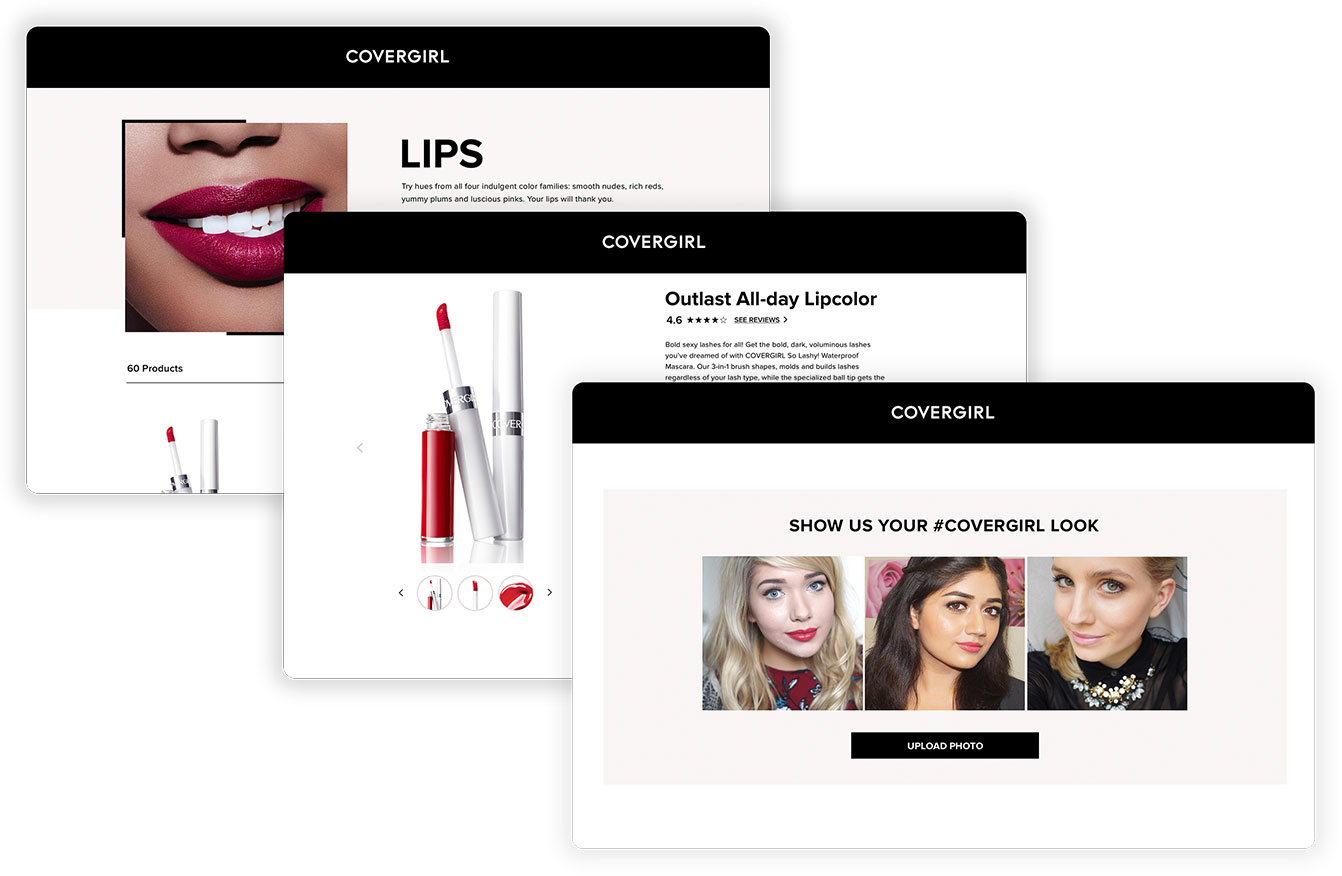 COVERGIRL
LIPS
Try hues from all four indulgent color families: smooth nudes, rich reds,
yummy plums and luscious pinks. Your lips will thank you.
60 Products
COVERGIRL
Outlast All-day Lipcolor
4.6 ★★★★☆ SEE REVIEWS >
Bold sexy lashes for all! Get the bold, dark, voluminous lashes
you've dreamed of with COVERGIRL So Lashy! Waterproof
Mascara. Our 3-in-1 brush shapes, molds and builds lashes
regardless of your lash type, while the specialized ball tip gets the
COVER
COVERGIRL
SHOW US YOUR #COVERGIRL LOOK
UPLOAD PHOTO